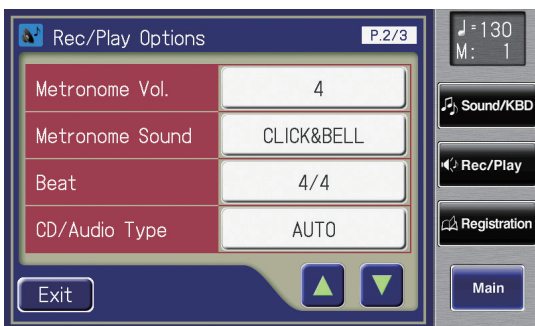 Rec/Play Options
P.2/3
Metronome Vol.
4
Metronome Sound
CLICK&BELL
Beat
4/4
CD/Audio Type
AUTO
Exit
♩=130
M: 1
Sound/KBD
Rec/Play
Registration
Main